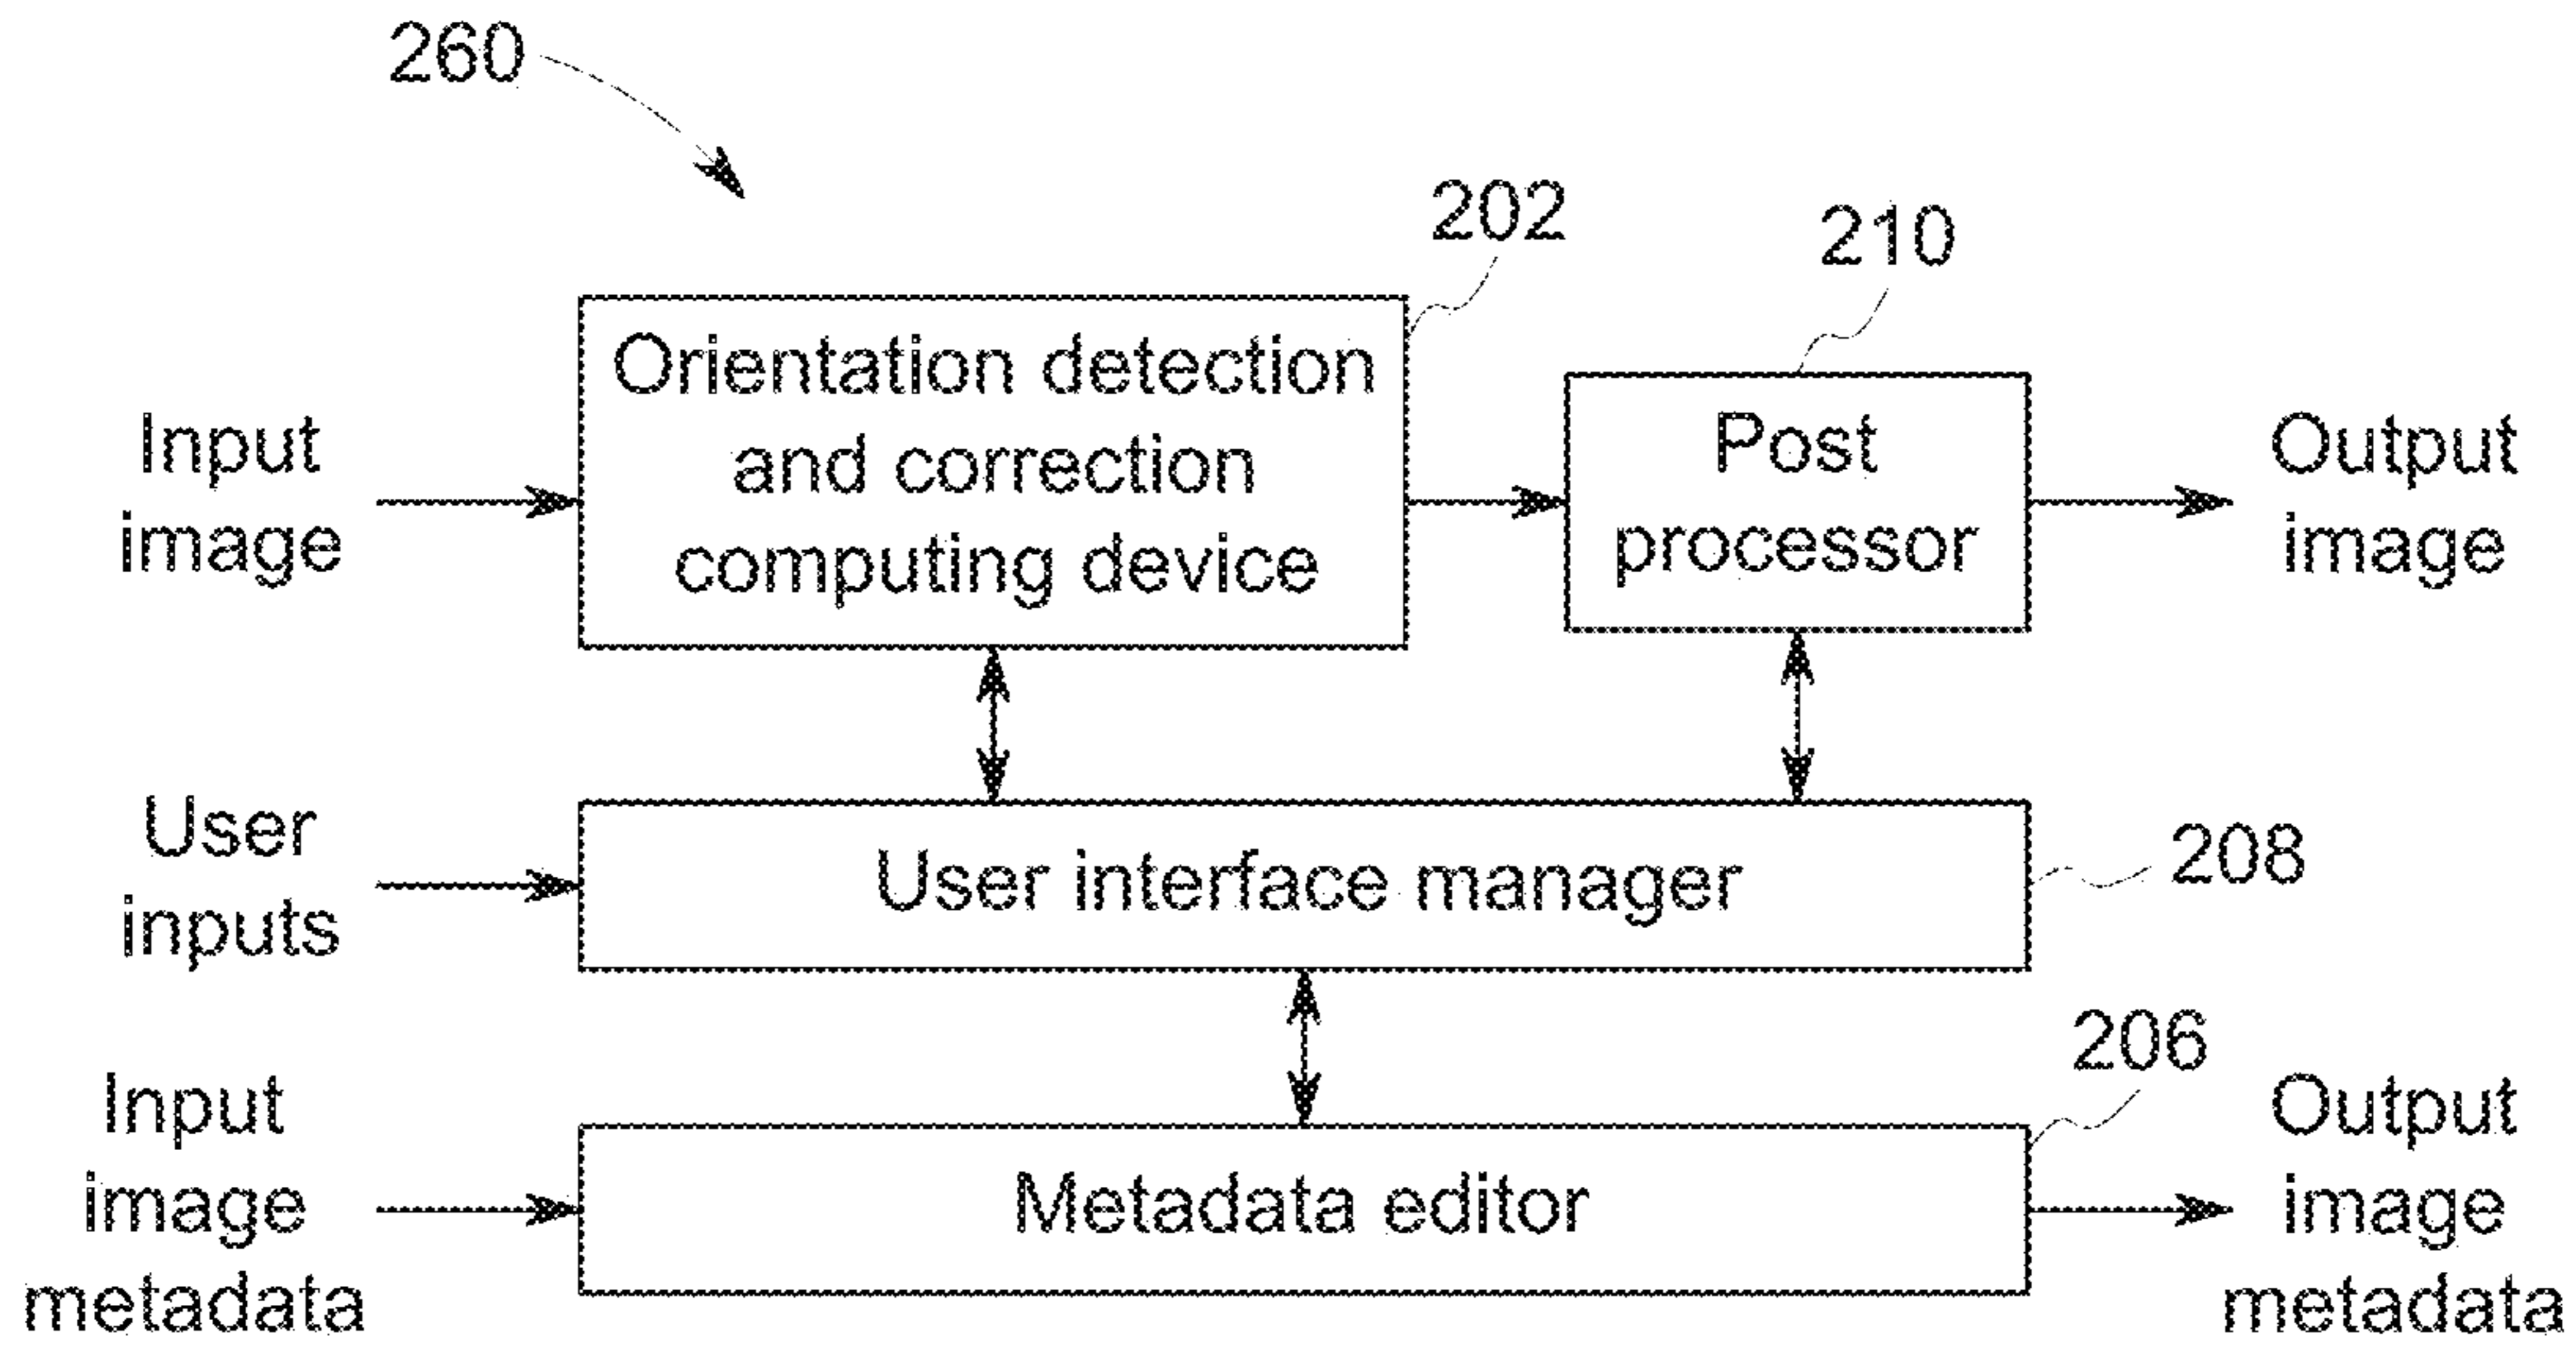 260
202
210
Orientation detection
and correction
computing device
Post
processor
Input
image
Output
image
User
inputs
User interface manager
208
206
Input
image
metadata
Metadata editor
Output
image
metadata